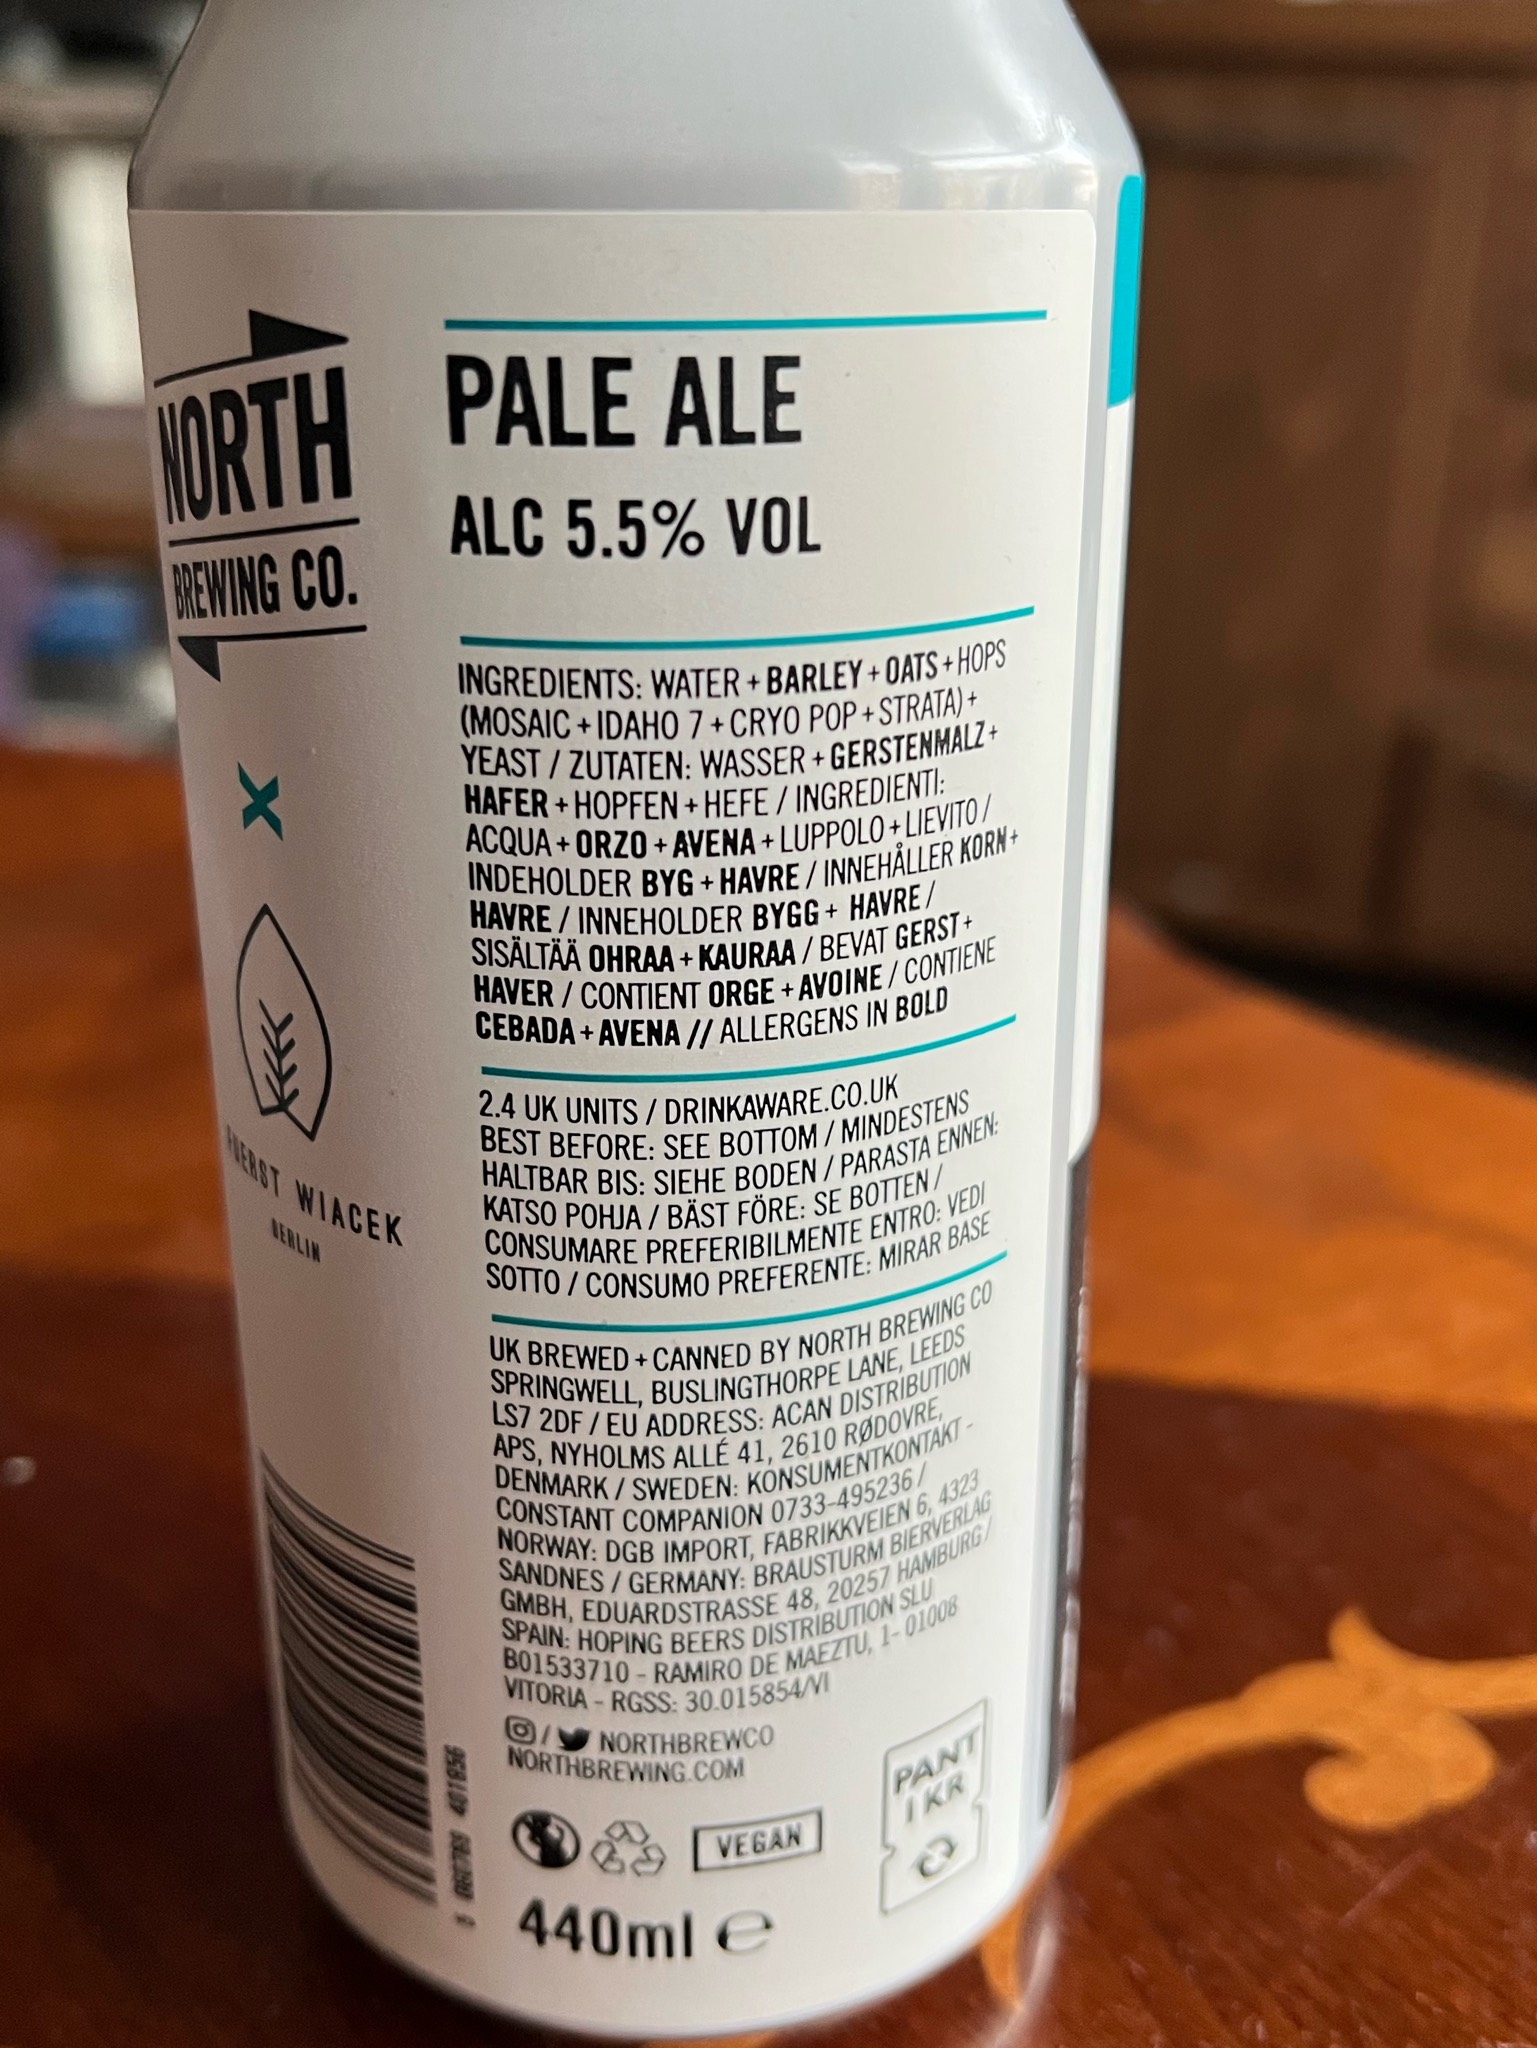 NORTH
BREWING CO.
X
FUERST WIACEK
BERLIN
PALE ALE
ALC 5.5% VOL
INGREDIENTS: WATER + BARLEY + OATS + HOPS
(MOSAIC + IDAHO 7 + CRYO POP + STRATA) +
YEAST / ZUTATEN: WASSER + GERSTENMALZ +
HAFER + HOPFEN + HEFE / INGREDIENTI:
ACQUA + ORZO + AVENA + LUPPOLO + LIEVITO /
INDEHOLDER BYG + HAVRE / INNEHÅLLER KORN +
HAVRE / INNEHOLDER BYGG + HAVRE /
SISÄLTÄÄ OHRAA + KAURAA / BEVAT GERST +
HAVER / CONTIENT ORGE + AVOINE / CONTIENE
CEBADA + AVENA // ALLERGENS IN BOLD
2.4 UK UNITS / DRINKAWARE.CO.UK
BEST BEFORE: SEE BOTTOM / MINDESTENS
HALTBAR BIS: SIEHE BODEN / PARASTA ENNEN:
KATSO POHJA / BÄST FÖRE: SE BOTTEN /
CONSUMARE PREFERIBILMENTE ENTRO: VEDI
SOTTO / CONSUMO PREFERENTE: MIRAR BASE
UK BREWED + CANNED BY NORTH BREWING CO
SPRINGWELL, BUSLINGTHORPE LANE, LEEDS
LS7 2DF / EU ADDRESS: ACAN DISTRIBUTION
APS, NYHOLMS ALLÉ 41, 2610 RØDOVRE,
DENMARK / SWEDEN: KONSUMENTKONTAKT -
CONSTANT COMPANION 0733-495236 /
NORWAY: DGB IMPORT, FABRIKKVEIEN 6, 4323
SANDNES / GERMANY: BRAUSTURM BIERVERLAG
GMBH, EDUARDSTRASSE 48, 20257 HAMBURG /
SPAIN: HOPING BEERS DISTRIBUTION SLU
B01533710 - RAMIRO DE MAEZTU, 1- 01008
VITORIA - RGSS: 30.015854/VI
/ NORTHBREWCO
NORTHBREWING.COM
VEGAN
PANT
1 KR
440ml e